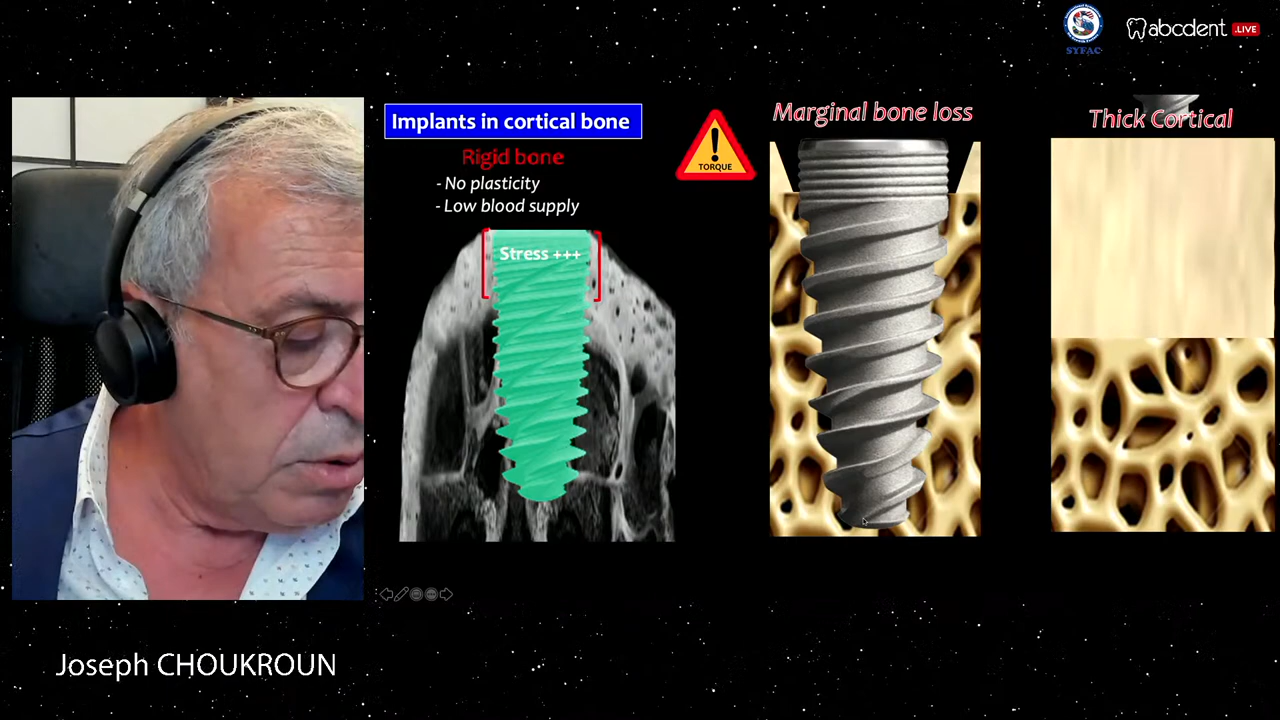 SYFAC
abcdent .LIVE
Implants in cortical bone
Rigid bone
- No plasticity
- Low blood supply
Stress +++
TORQUE
Marginal bone loss
Thick Cortical
Joseph CHOUKROUN